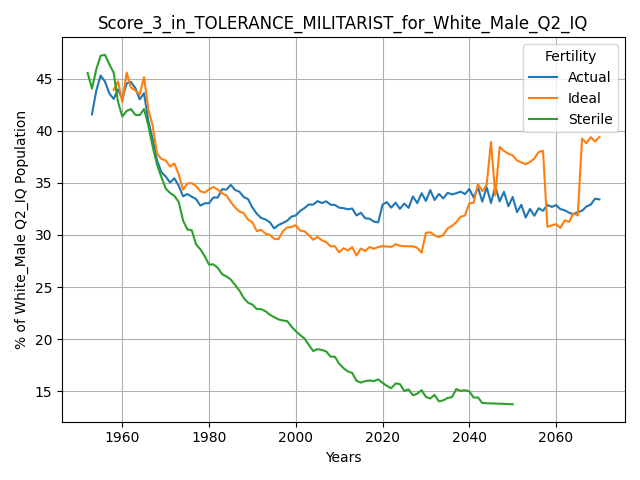 Score_3_in_TOLERANCE_MILITARIST_for_White_Male_Q2_IQ
Fertility
Actual
Ideal
Sterile
% of White_Male Q2_IQ Population
45
40
35
30
25
20
15
1960
1980
2000
2020
2040
2060
Years